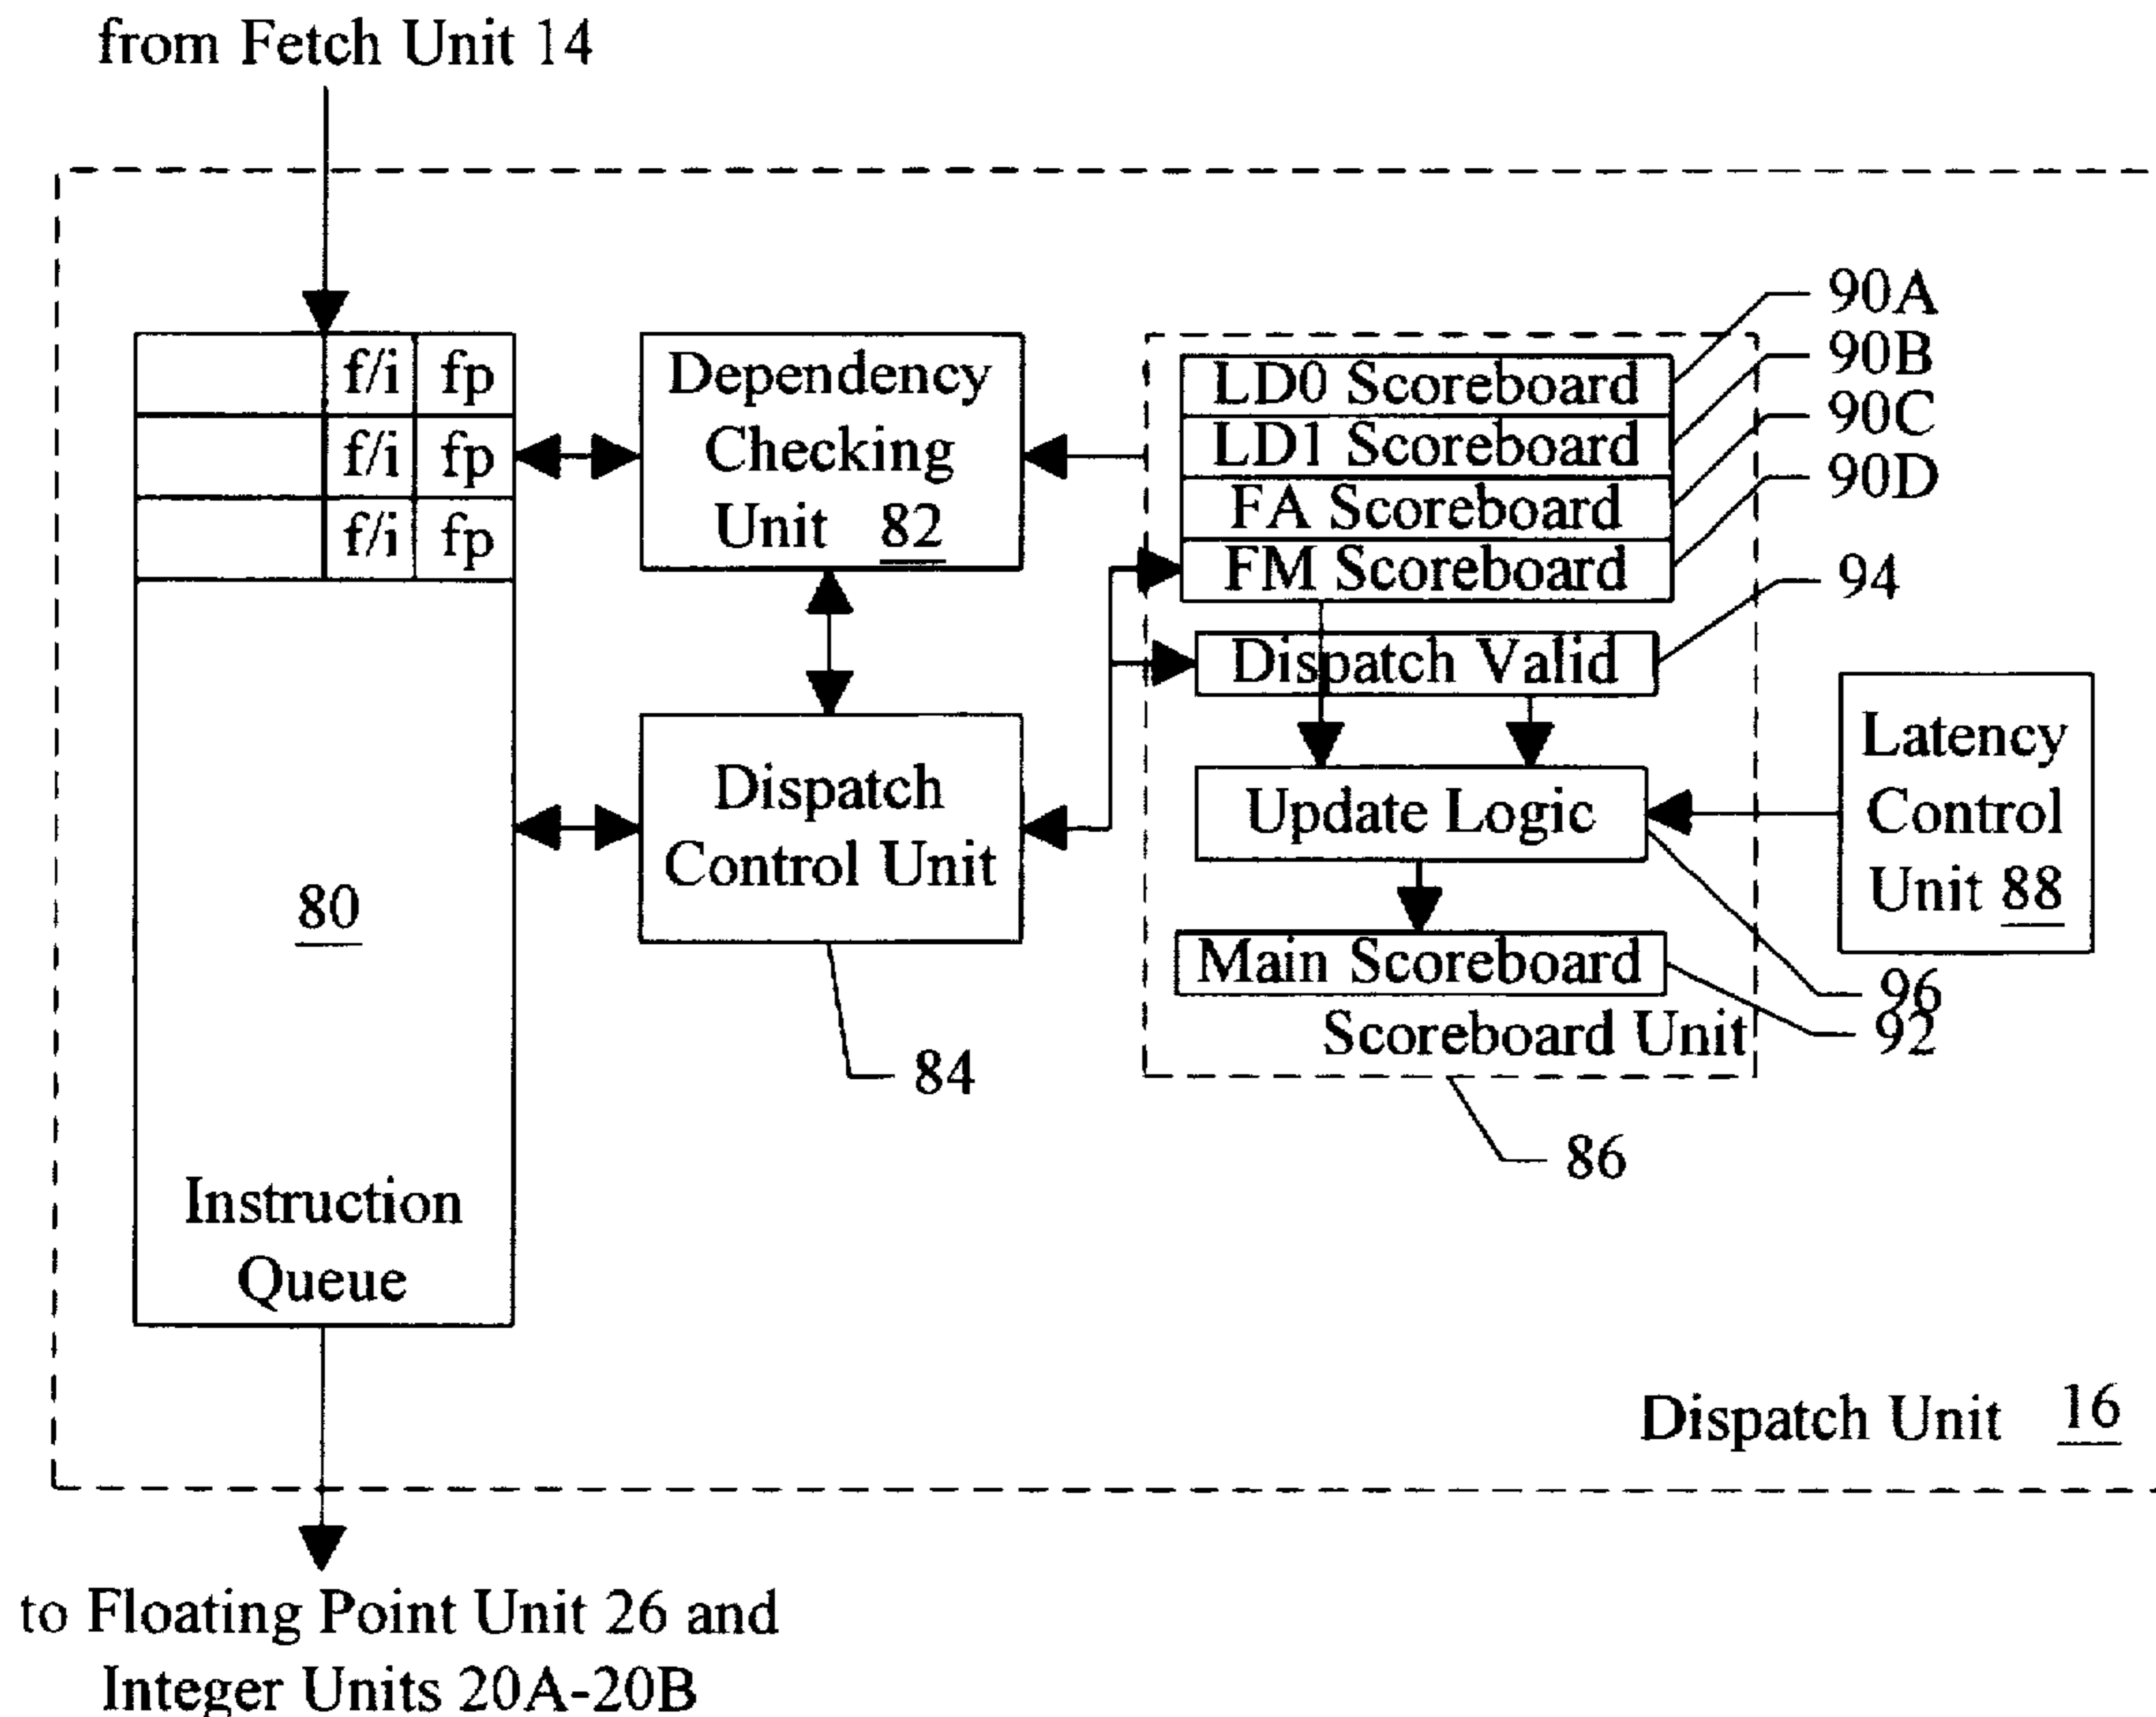 from Fetch Unit 14
f/i fp
f/i fp
f/i fp
Dependency
Checking
Unit 82
LD0 Scoreboard
LD1 Scoreboard
FA Scoreboard
FM Scoreboard
90A
90B
90C
90D
Dispatch Valid
94
Dispatch
Control Unit
84
Update Logic
Latency
Control
Unit 88
96
Main Scoreboard
92
Scoreboard Unit
86
80
Instruction
Queue
Dispatch Unit 16
to Floating Point Unit 26 and
Integer Units 20A-20B